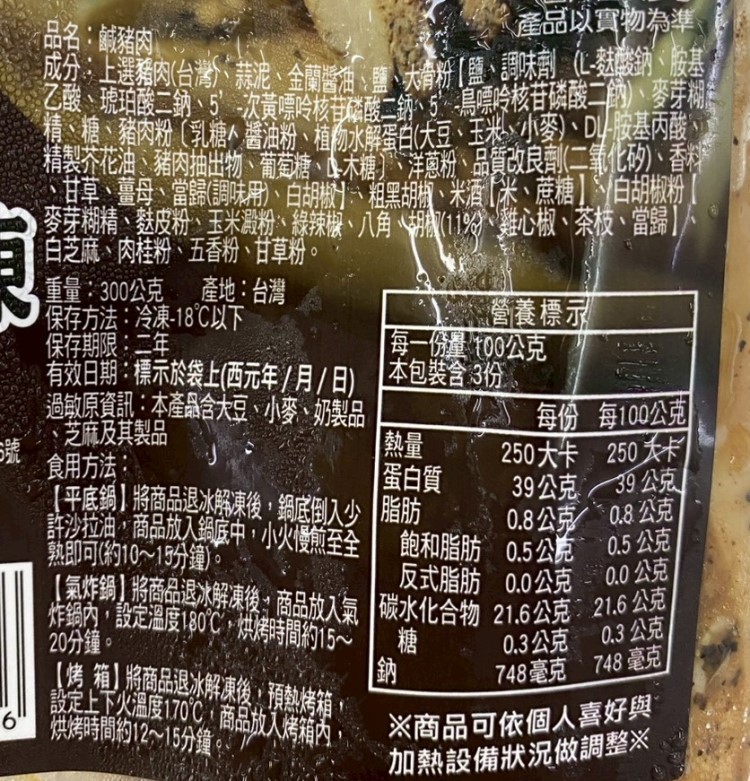 產品以實物為準
品名：鹹豬肉
成分：上選豬肉(台灣)、蒜泥、金蘭醬油、鹽、大骨粉【鹽、調味劑（L-麩酸鈉、胺基
乙酸、琥珀酸二鈉、5'-次黃嘌呤核苷磷酸二鈉、5'-鳥嘌呤核苷磷酸二鈉)、麥芽糊
精、糖、豬肉粉〔乳糖、醬油粉、植物水解蛋白(大豆、玉米、小麥)、DL-胺基丙酸、
精製芥花油、豬肉抽出物、葡萄糖、L-木糖〕、洋蔥粉、品質改良劑(二氧化矽)、香料
、甘草、薑母、當歸(調味用)、白胡椒】、粗黑胡椒、米酒【米、蔗糖】、白胡椒粉【
麥芽糊精、麩皮粉、玉米澱粉、綠辣椒、八角、胡椒(11%)、雞心椒、茶枝、當歸】、
白芝麻、肉桂粉、五香粉、甘草粉。
重量：300公克 產地：台灣
保存方法：冷凍-18℃以下
保存期限：二年
有效日期：標示於袋上(西元年/月/日)
過敏原資訊：本產品含大豆、小麥、奶製品
、芝麻及其製品
號
食用方法：
【平底鍋】將商品退冰解凍後，鍋底倒入少
許沙拉油，商品放入鍋底中，小火慢煎至全
熟即可(約10～15分鐘)。
【氣炸鍋】將商品退冰解凍後，商品放入氣
炸鍋內，設定溫度180℃，烘烤時間約15～
20分鐘。
【烤 箱】將商品退冰解凍後，預熱烤箱，
設定上下火溫度170℃，商品放入烤箱內，
烘烤時間約12～15分鐘。
6
營養標示
每一份量 100公克
本包裝含 3份
每份 每100公克
熱量 250大卡 250大卡
蛋白質 39公克 39公克
脂肪 0.8公克 0.8公克
飽和脂肪 0.5公克 0.5公克
反式脂肪 0.0公克 0.0公克
碳水化合物 21.6公克 21.6公克
糖 0.3公克 0.3公克
鈉 748毫克 748毫克
※商品可依個人喜好與
加熱設備狀況做調整※